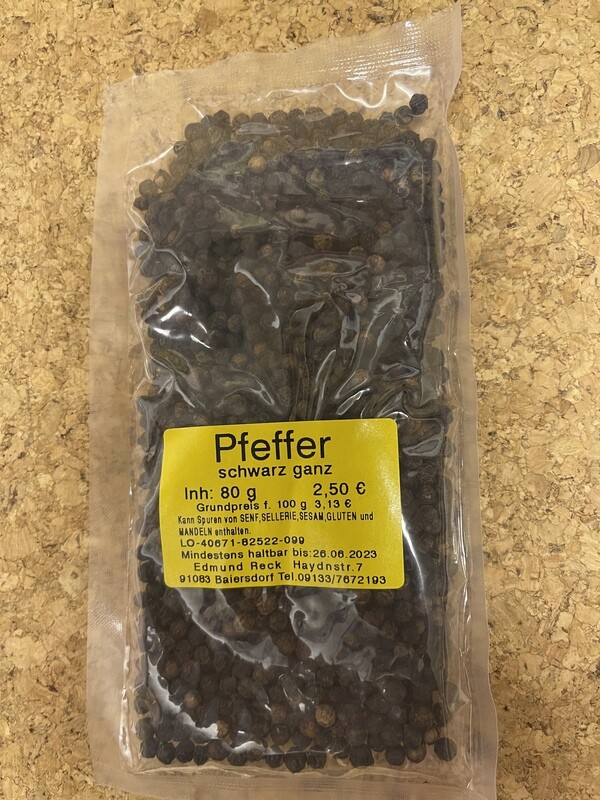 Pfeffer
schwarz ganz
Inh: 80 g 2,50 €
Grundpreis f. 100 g 3,13 €
Kann Spuren von SENF,SELLERIE,SESAM,GLUTEN und
MANDELN enthalten.
LO-40671-82522-099
Mindestens haltbar bis:26.06.2023
Edmund Reck Haydnstr.7
91083 Baiersdorf Tel.09133/7672193